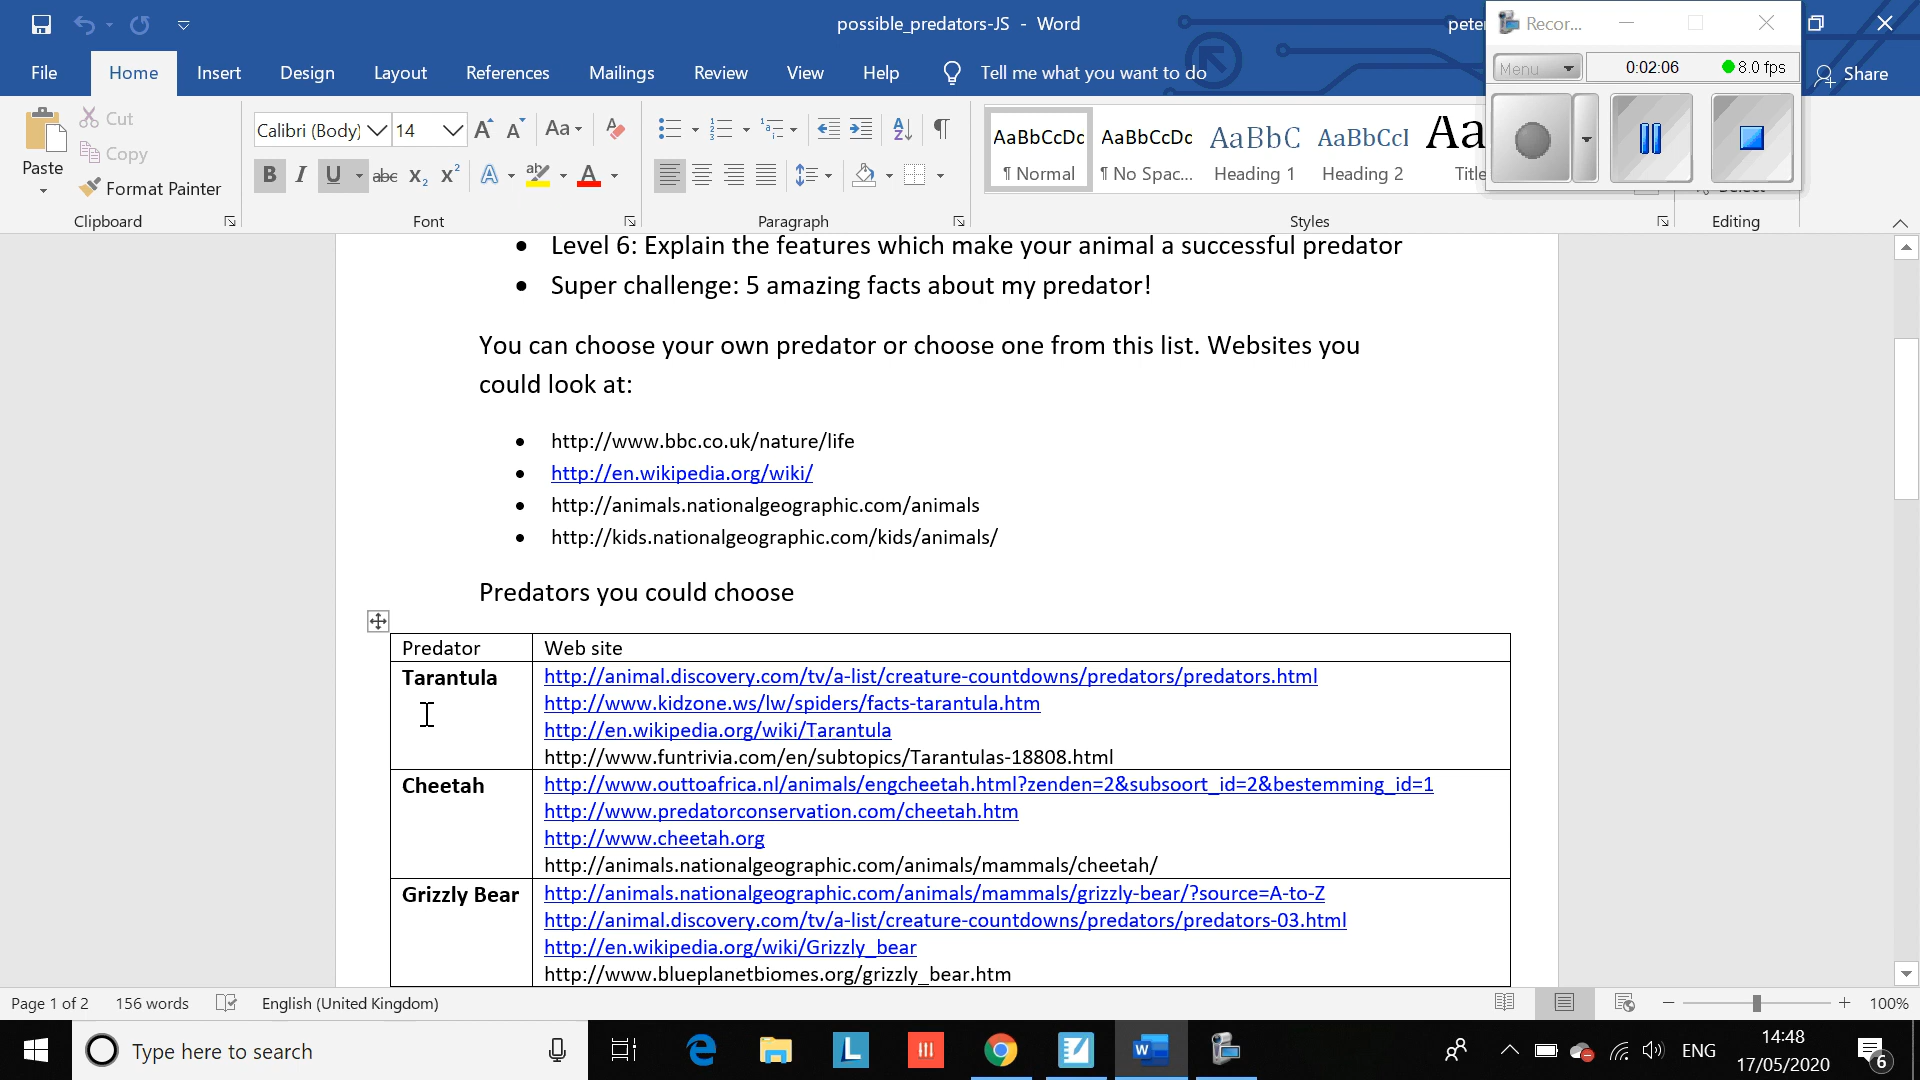 possible_predators-JS - Word
peter
Recor...
File
Home
Insert
Design
Layout
References
Mailings
Review
View
Help
Tell me what you want to do
Menu
0:02:06
8.0 fps
Share
Paste
Cut
Copy
Format Painter
Clipboard
Calibri (Body)
14
Font
Paragraph
AaBbCcDc
¶ Normal
AaBbCcDc
¶ No Spac...
AaBbC
Heading 1
AaBbCcI
Heading 2
Aa
Title
Styles
Select
Editing
• Level 6: Explain the features which make your animal a successful predator
• Super challenge: 5 amazing facts about my predator!
You can choose your own predator or choose one from this list. Websites you
could look at:
• http://www.bbc.co.uk/nature/life
• http://en.wikipedia.org/wiki/
• http://animals.nationalgeographic.com/animals
• http://kids.nationalgeographic.com/kids/animals/
Predators you could choose
Predator
Web site
Tarantula
http://animal.discovery.com/tv/a-list/creature-countdowns/predators/predators.html
http://www.kidzone.ws/lw/spiders/facts-tarantula.htm
http://en.wikipedia.org/wiki/Tarantula
http://www.funtrivia.com/en/subtopics/Tarantulas-18808.html
Cheetah
http://www.outtoafrica.nl/animals/engcheetah.html?zenden=2&subsoort_id=2&bestemming_id=1
http://www.predatorconservation.com/cheetah.htm
http://www.cheetah.org
http://animals.nationalgeographic.com/animals/mammals/cheetah/
Grizzly Bear
http://animals.nationalgeographic.com/animals/mammals/grizzly-bear/?source=A-to-Z
http://animal.discovery.com/tv/a-list/creature-countdowns/predators/predators-03.html
http://en.wikipedia.org/wiki/Grizzly_bear
http://www.blueplanetbiomes.org/grizzly_bear.htm
Page 1 of 2
156 words
English (United Kingdom)
100%
Type here to search
ENG
14:48
17/05/2020
6